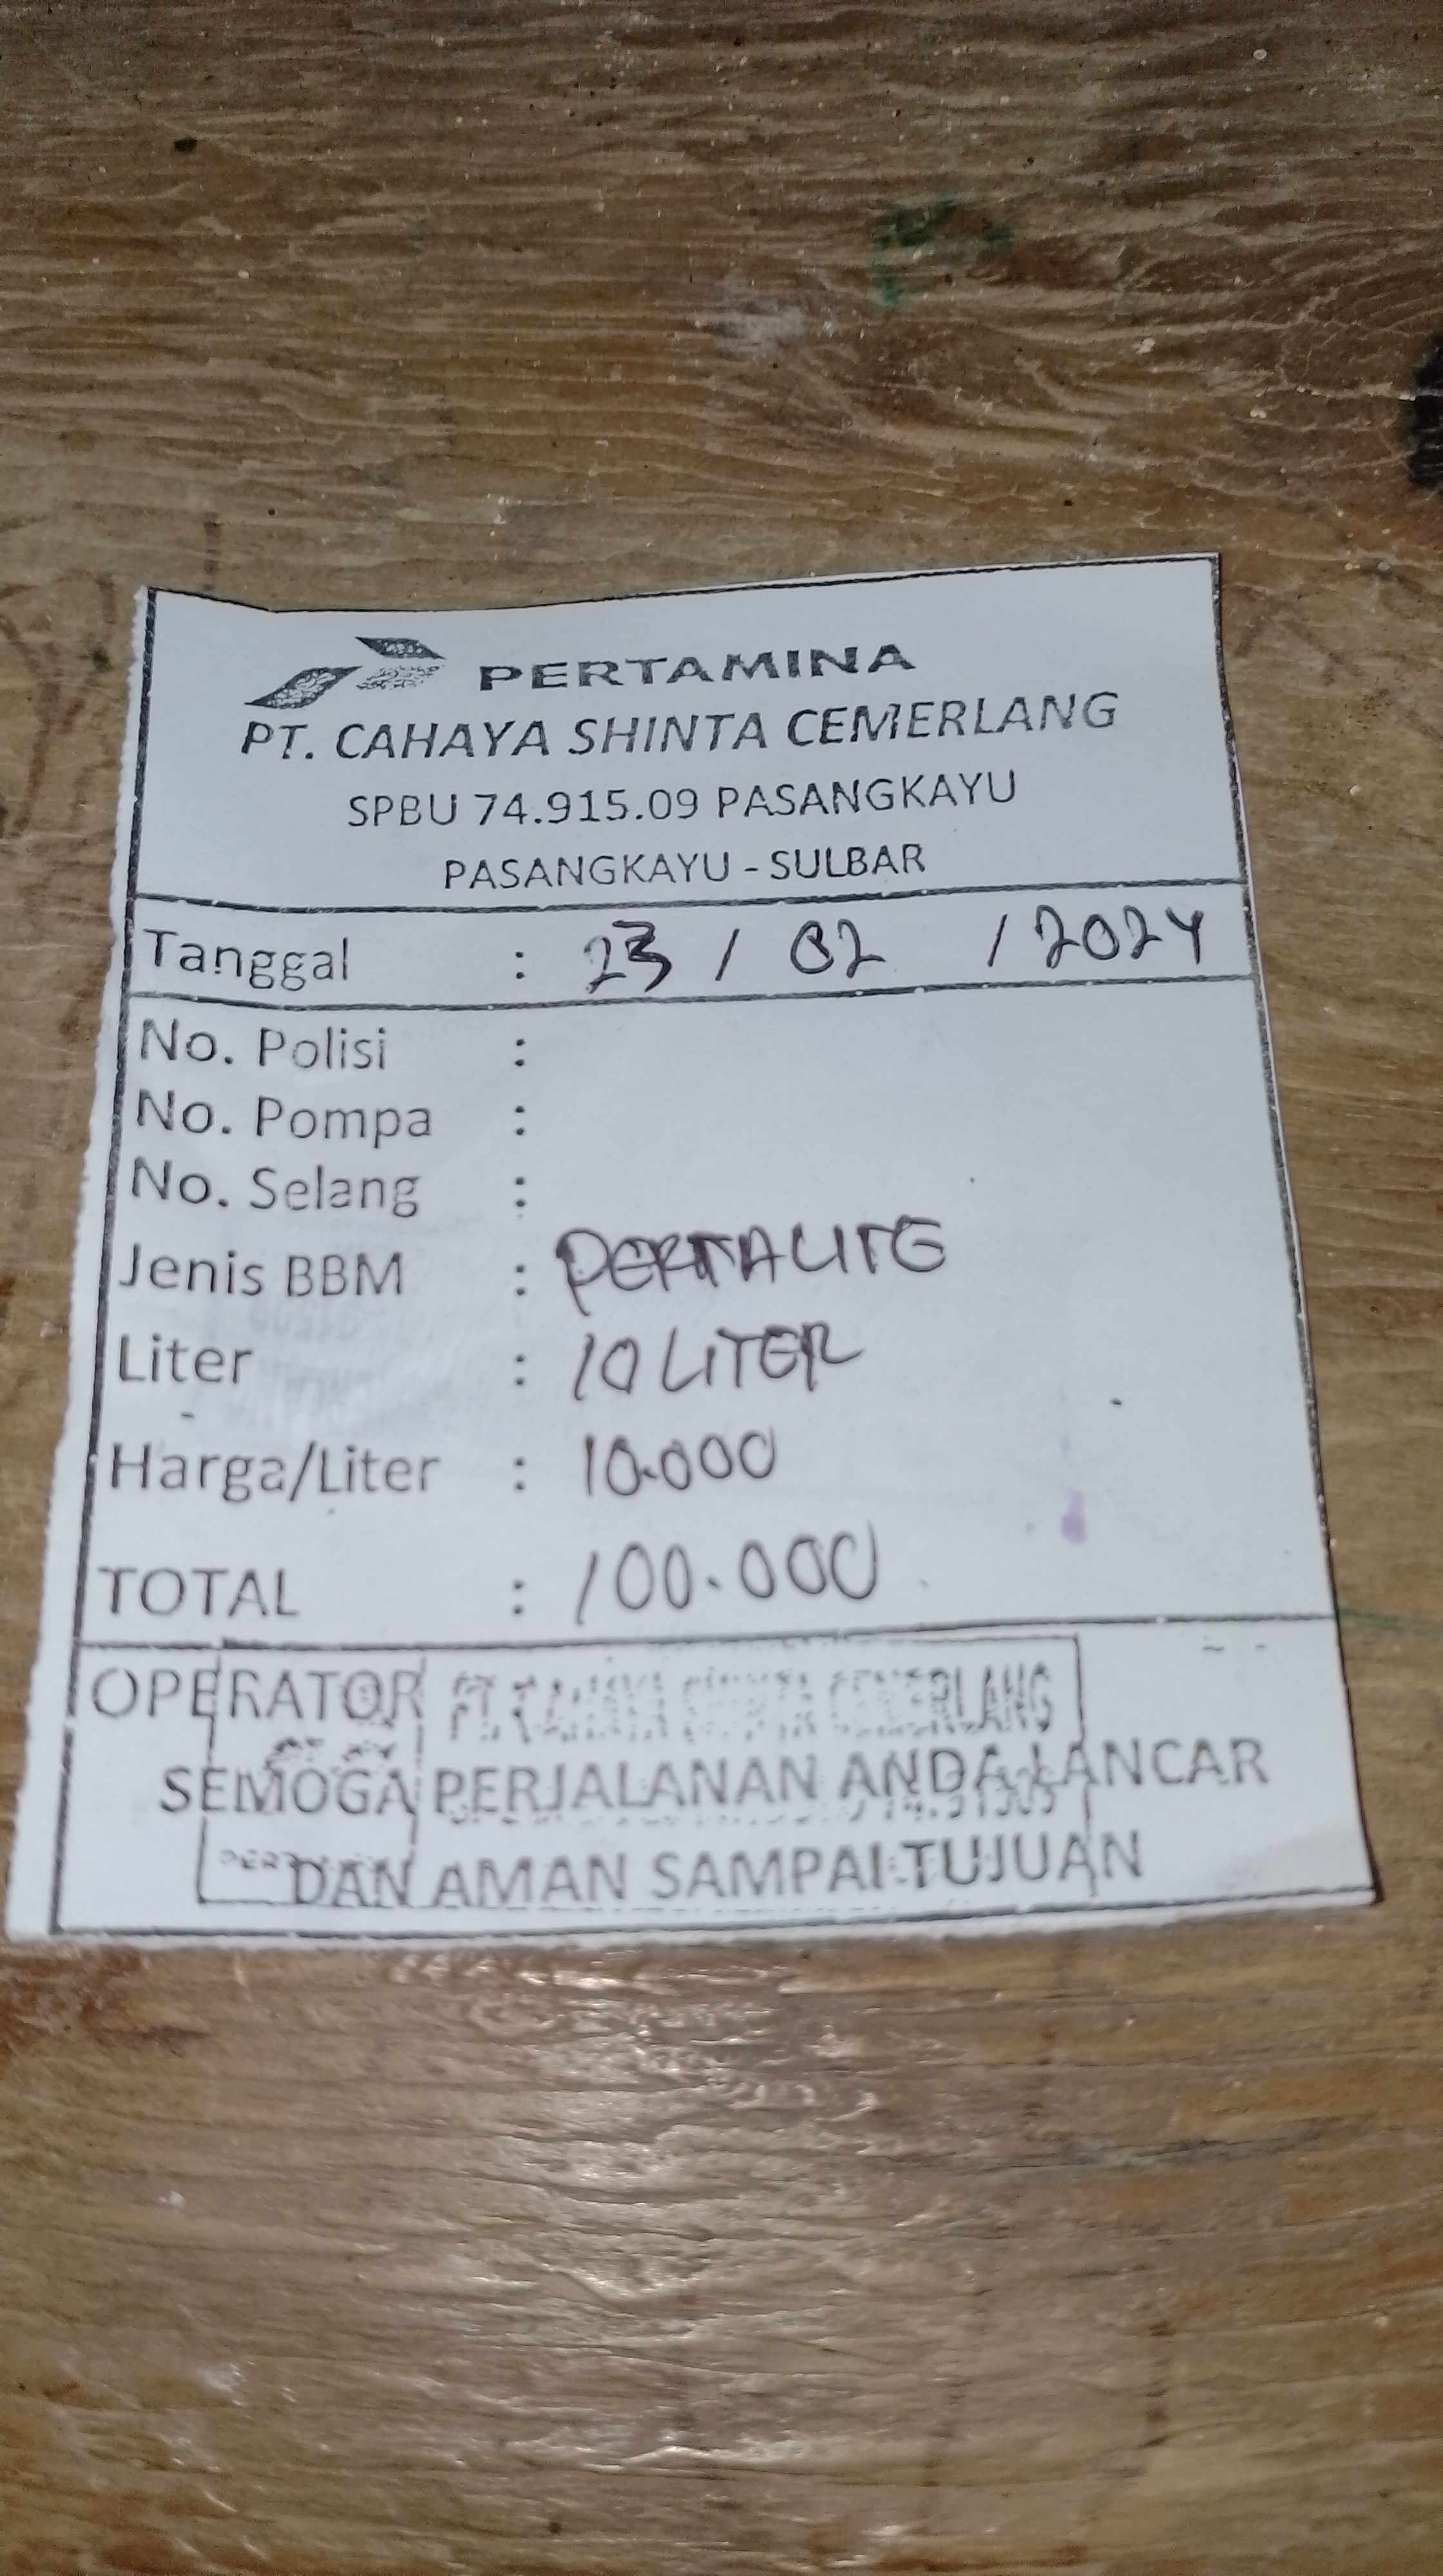 PERTAMINA
PT. CAHAYA SHINTA CEMERLANG
SPBU 74.915.09 PASANGKAYU
PASANGKAYU - SULBAR
Tanggal : 23 / 02 / 2024
No. Polisi :
No. Pompa :
No. Selang :
Jenis BBM : PERTALITE
Liter : 10 LITER
Harga/Liter : 10.000
TOTAL : 100.000
OPERATOR
CEMERLANG
SEMOGA PERJALANAN ANDA LANCAR
DAN AMAN SAMPAI TUJUAN